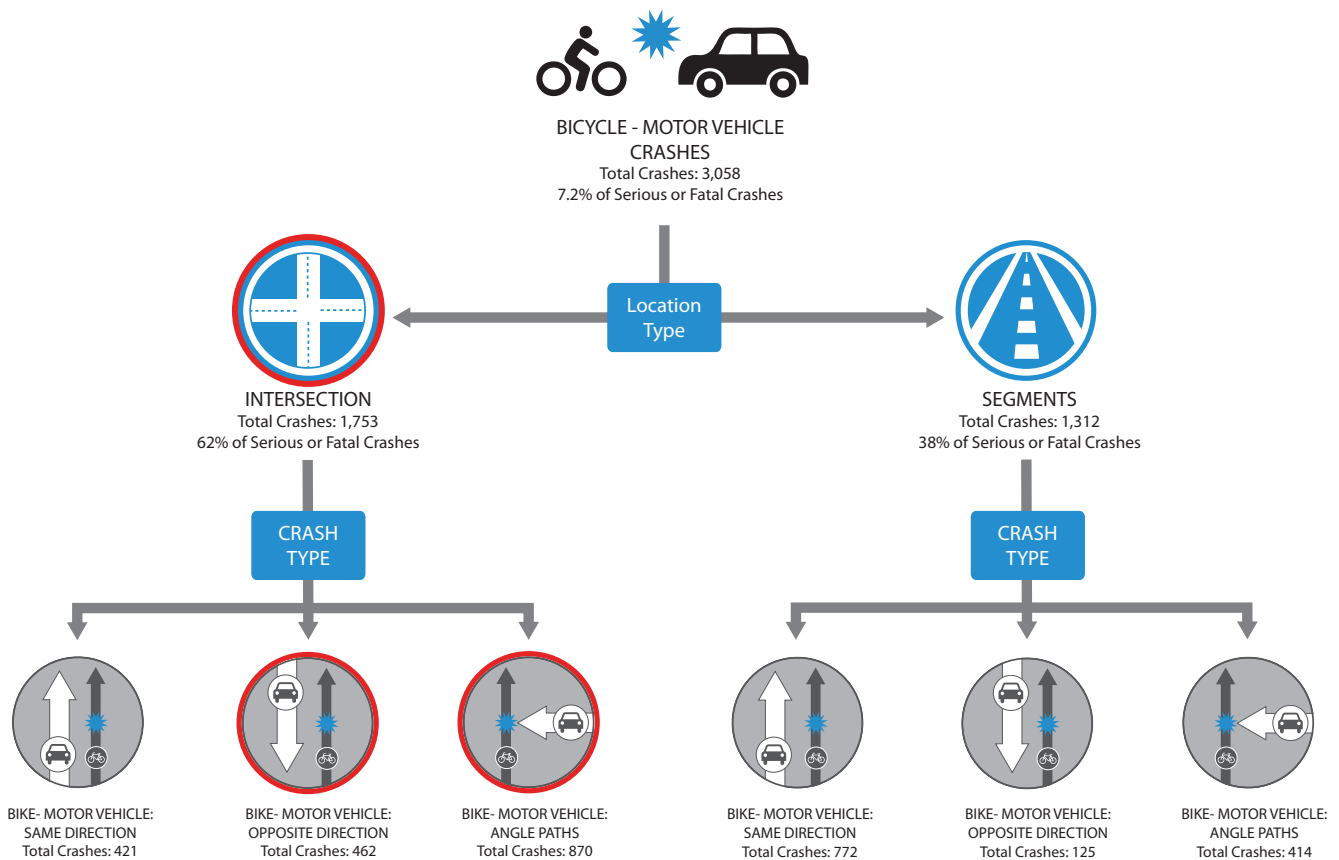 BICYCLE - MOTOR VEHICLE
CRASHES
Total Crashes: 3,058
7.2% of Serious or Fatal Crashes
Location
Type
INTERSECTION
Total Crashes: 1,753
62% of Serious or Fatal Crashes
SEGMENTS
Total Crashes: 1,312
38% of Serious or Fatal Crashes
CRASH
TYPE
CRASH
TYPE
BIKE- MOTOR VEHICLE:
SAME DIRECTION
Total Crashes: 421
BIKE- MOTOR VEHICLE:
OPPOSITE DIRECTION
Total Crashes: 462
BIKE- MOTOR VEHICLE:
ANGLE PATHS
Total Crashes: 870
BIKE- MOTOR VEHICLE:
SAME DIRECTION
Total Crashes: 772
BIKE- MOTOR VEHICLE:
OPPOSITE DIRECTION
Total Crashes: 125
BIKE- MOTOR VEHICLE:
ANGLE PATHS
Total Crashes: 414